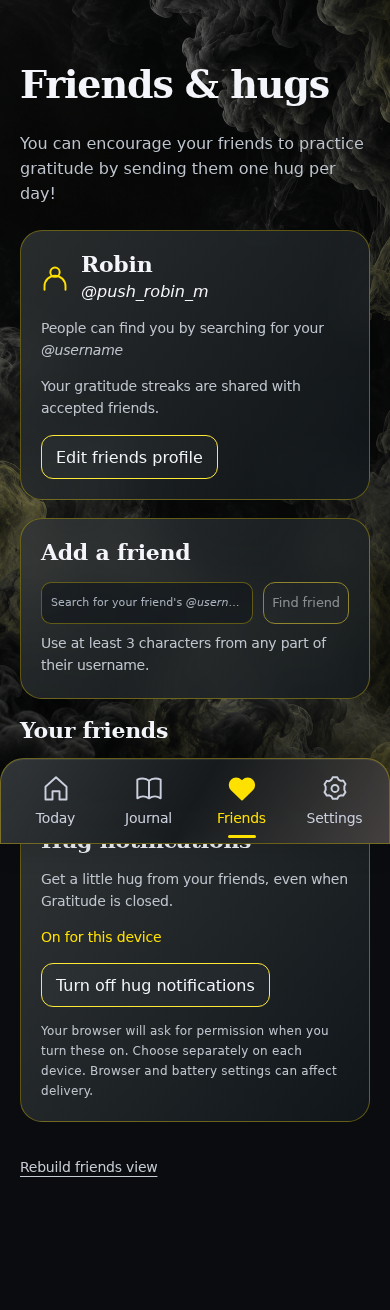 Friends & hugs
You can encourage your friends to practice
gratitude by sending them one hug per
day!
Robin
@push_robin_m
People can find you by searching for your
@username
Your gratitude streaks are shared with
accepted friends.
Edit friends profile
Add a friend
Search for your friend's @usern...
Find friend
Use at least 3 characters from any part of
their username.
Your friends
Today
Journal
Friends
Settings
Hug notifications
Get a little hug from your friends, even when
Gratitude is closed.
On for this device
Turn off hug notifications
Your browser will ask for permission when you
turn these on. Choose separately on each
device. Browser and battery settings can affect
delivery.
Rebuild friends view